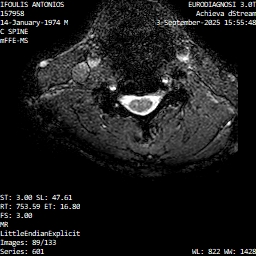 IFOULIS ANTONIOS
157958
14-January-1974 M
C SPINE
mFFE-MS
EURODIAGNOSI 3.0T
Achieva dStream
3-September-2025 15:55:48
ST: 3.00 SL: 47.61
RT: 753.59 ET: 16.80
FS: 3.00
MR
LittleEndianExplicit
Images: 89/133
Series: 601
WL: 822 WW: 1428